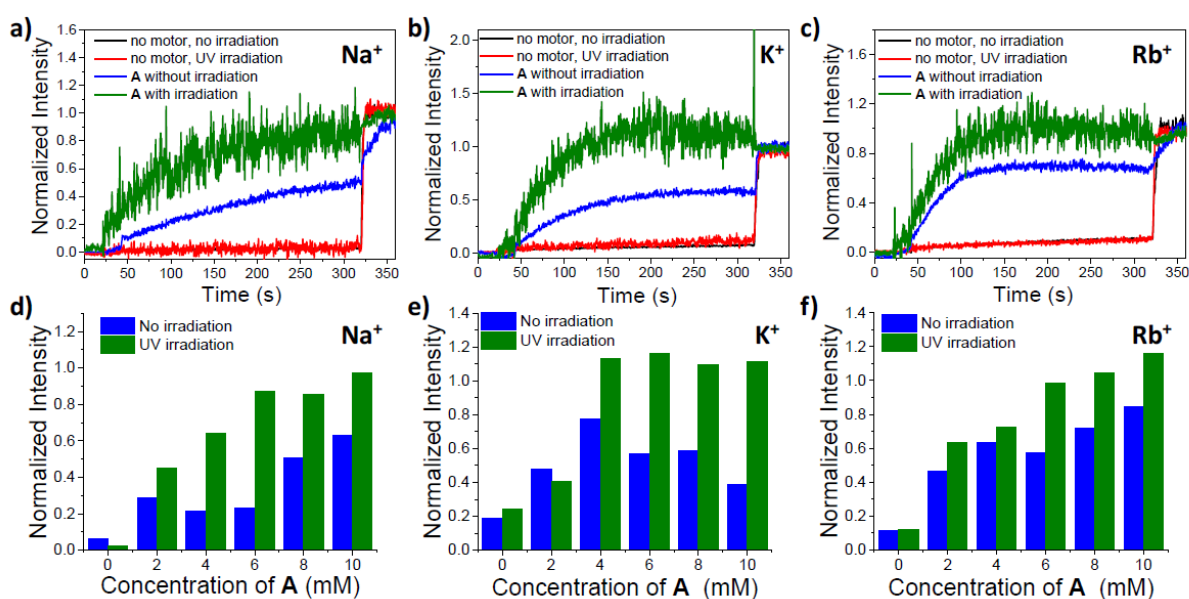 a)
Na⁺
no motor, no irradiation
no motor, UV irradiation
A without irradiation
A with irradiation
Normalized Intensity
1.6
1.4
1.2
1.0
0.8
0.6
0.4
0.2
0.0
0 50 100 150 200 250 300 350
Time (s)
b)
K⁺
no motor, no irradiation
no motor, UV irradiation
A without irradiation
A with irradiation
Normalized Intensity
2.0
1.5
1.0
0.5
0.0
0 50 100 150 200 250 300 350
Time (s)
c)
Rb⁺
no motor, no irradiation
no motor, UV irradiation
A without irradiation
A with irradiation
Normalized Intensity
1.6
1.2
0.8
0.4
0.0
0 50 100 150 200 250 300 350
Time (s)
d)
Na⁺
No irradiation
UV irradiation
Normalized Intensity
1.2
1.0
0.8
0.6
0.4
0.2
0.0
0 2 4 6 8 10
Concentration of A (mM)
e)
K⁺
No irradiation
UV irradiation
Normalized Intensity
1.4
1.2
1.0
0.8
0.6
0.4
0.2
0.0
0 2 4 6 8 10
Concentration of A (mM)
f)
Rb⁺
No irradiation
UV irradiation
Normalized Intensity
1.4
1.2
1.0
0.8
0.6
0.4
0.2
0.0
0 2 4 6 8 10
Concentration of A (mM)